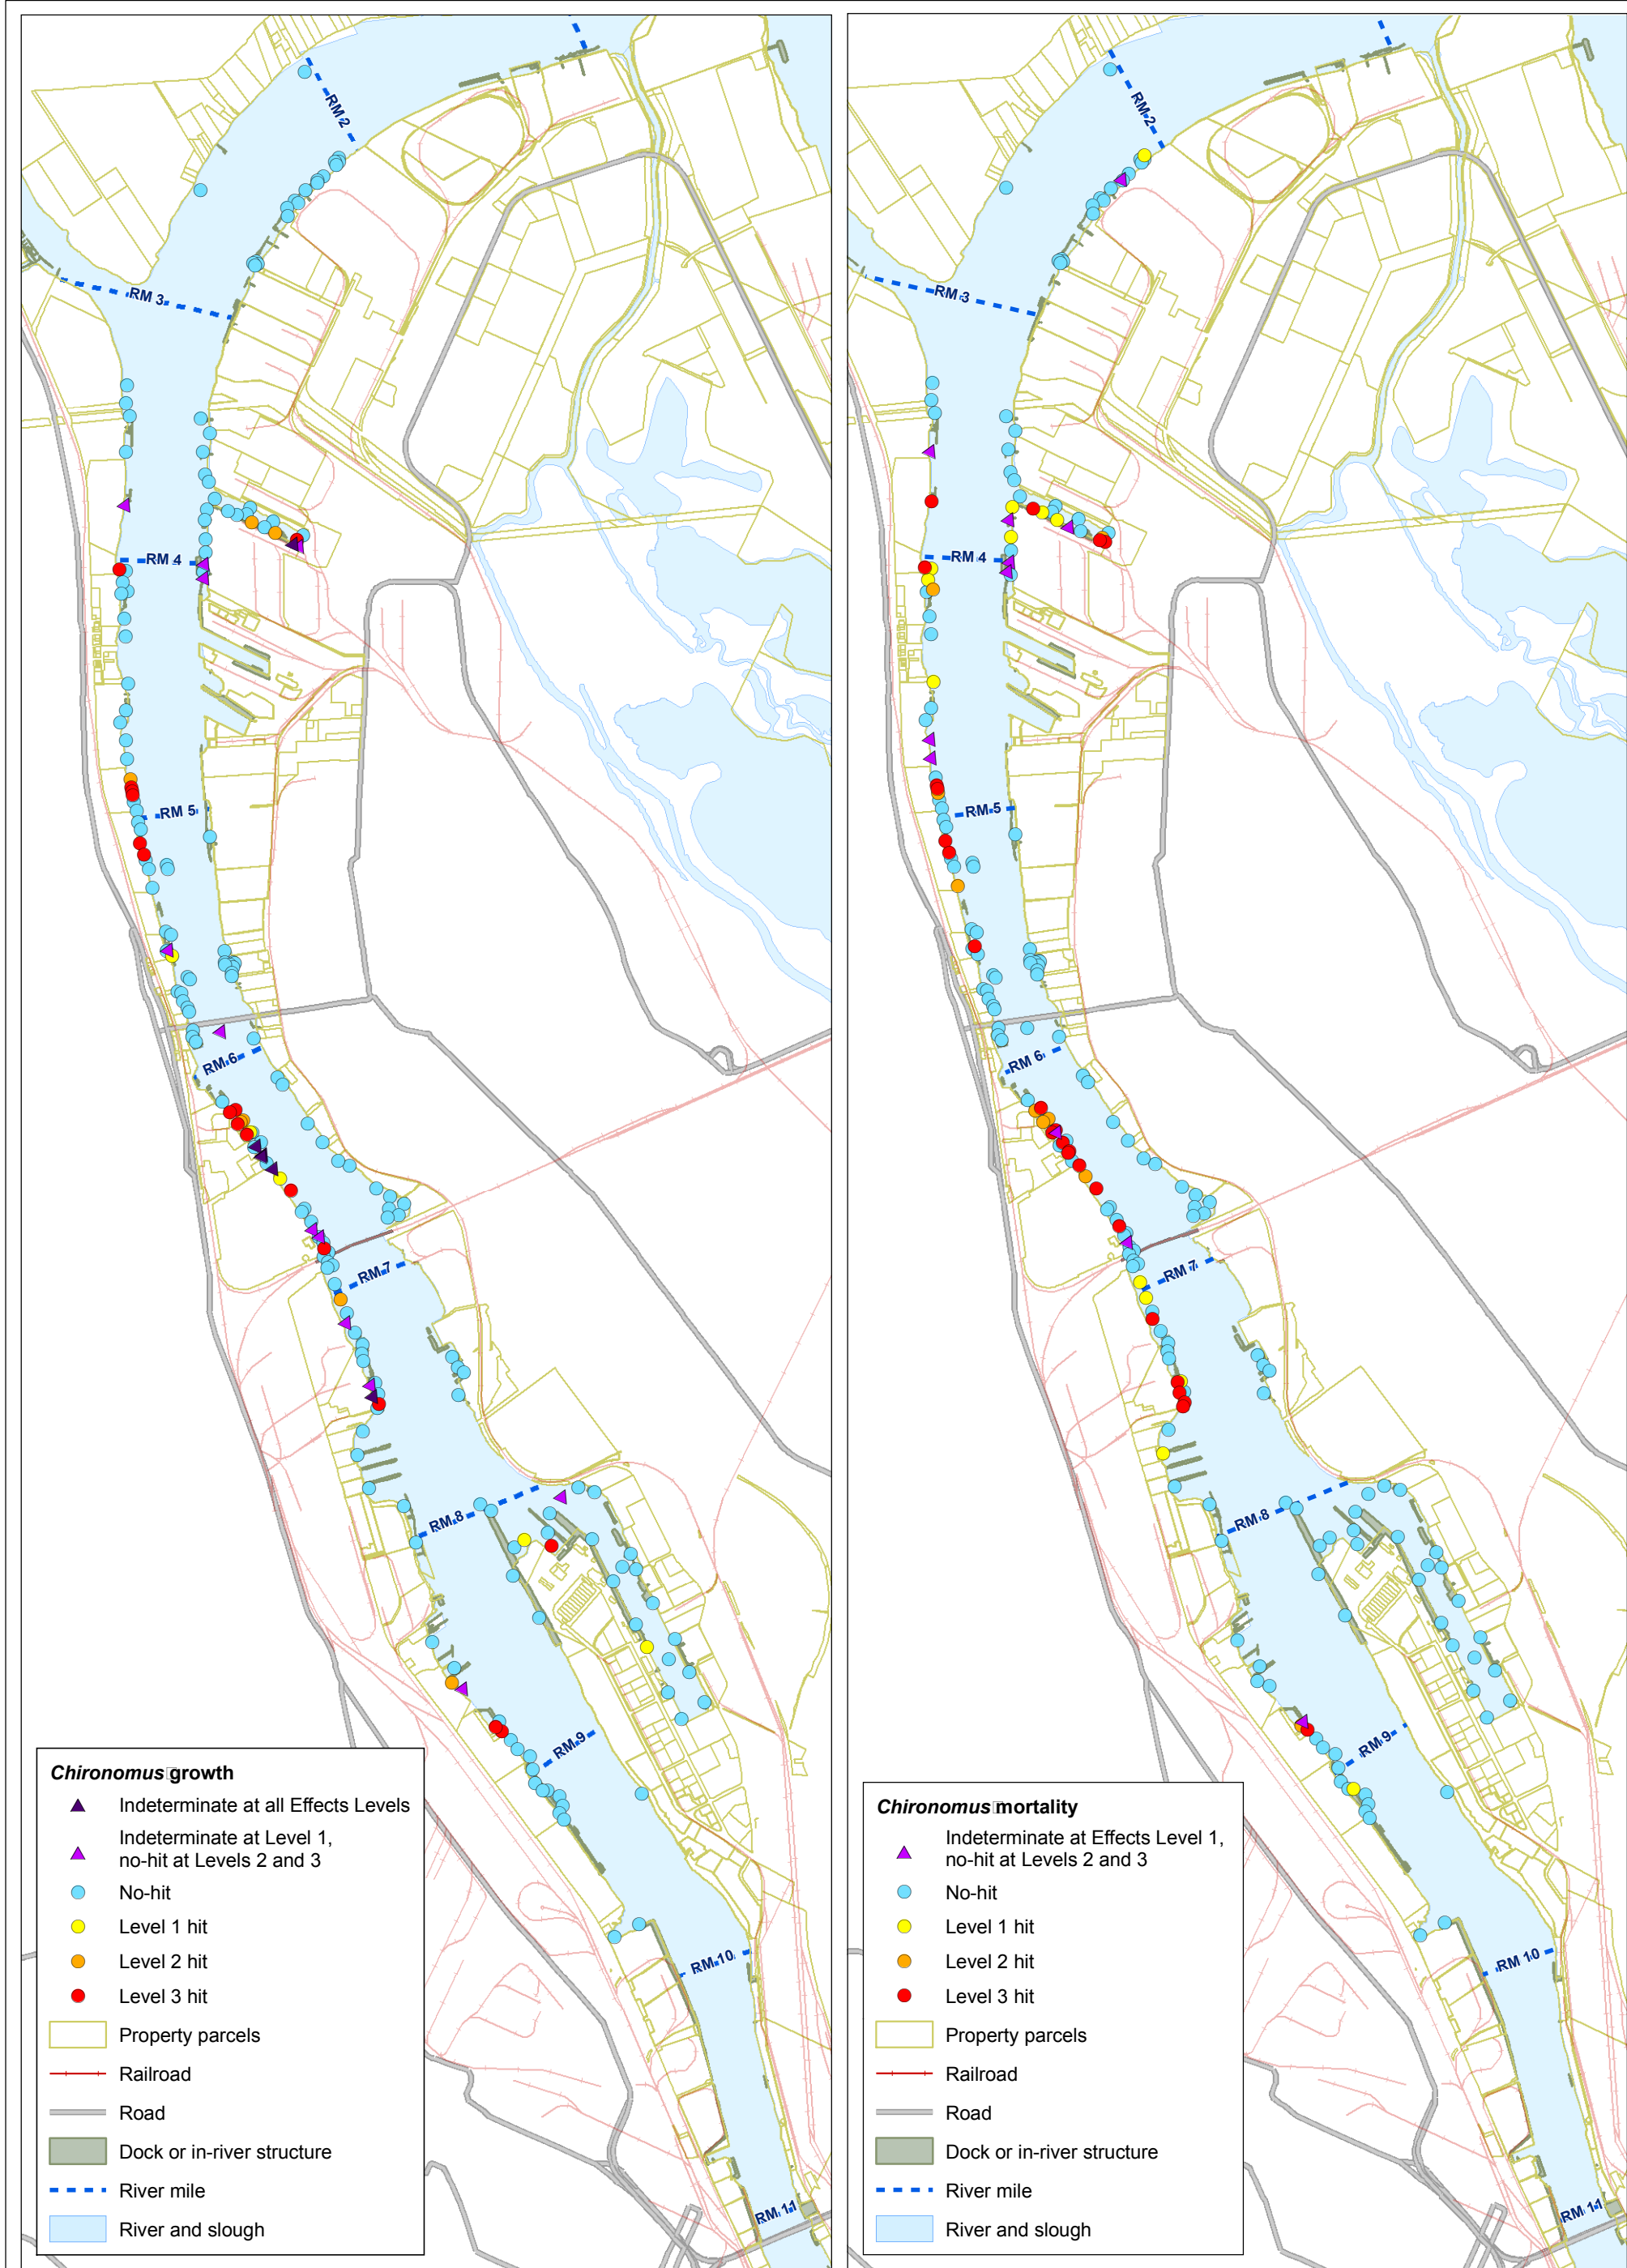 RM 2
RM 3
RM 4
RM 5
RM 6
RM 7
RM 8
RM 9
RM 10
RM 11
Chironomus growth
Indeterminate at all Effects Levels
Indeterminate at Level 1,
no-hit at Levels 2 and 3
No-hit
Level 1 hit
Level 2 hit
Level 3 hit
Property parcels
Railroad
Road
Dock or in-river structure
River mile
River and slough
RM 2
RM 3
RM 4
RM 5
RM 6
RM 7
RM 8
RM 9
RM 10
RM 11
Chironomus mortality
Indeterminate at Effects Level 1,
no-hit at Levels 2 and 3
No-hit
Level 1 hit
Level 2 hit
Level 3 hit
Property parcels
Railroad
Road
Dock or in-river structure
River mile
River and slough